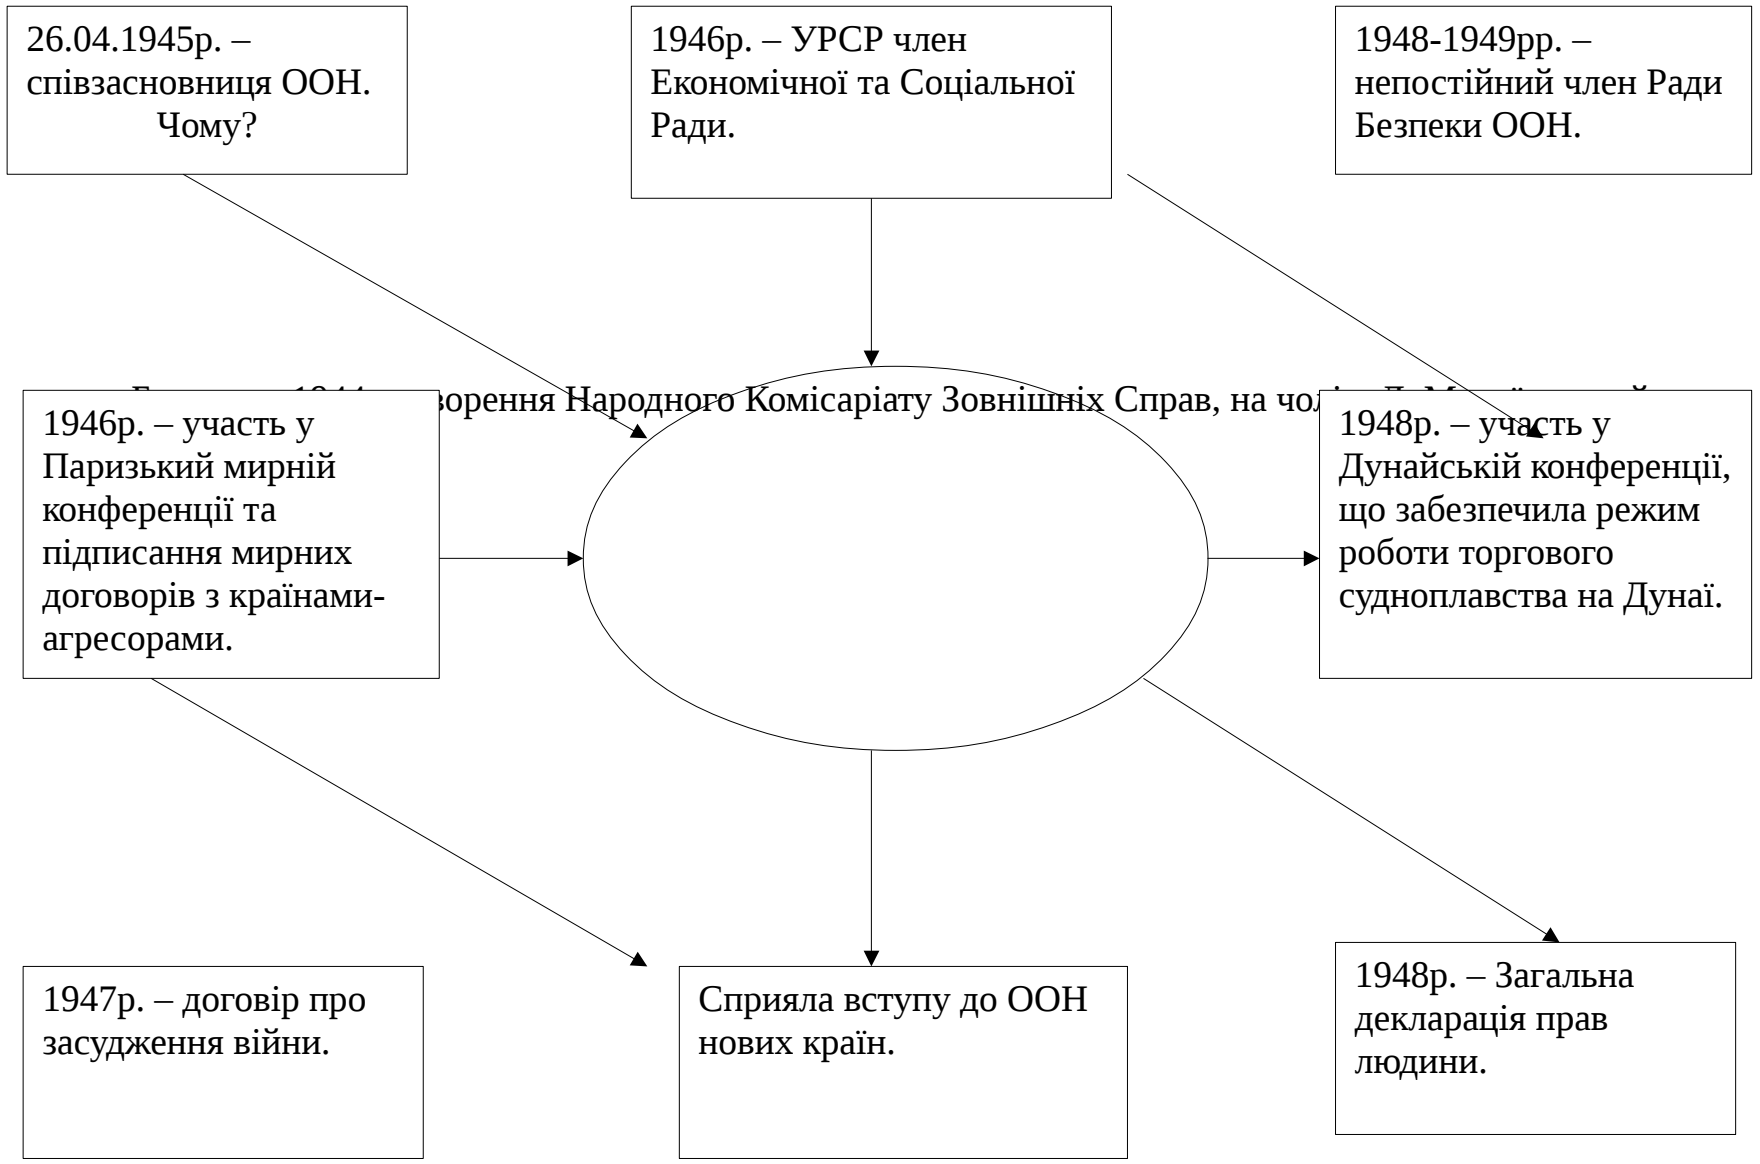 26.04.1945р. –
співзасновниця ООН.
Чому?
1946р. – УРСР член
Економічної та Соціальної
Ради.
1948-1949рр. –
непостійний член Ради
Безпеки ООН.
Народного Комісаріату Зовнішніх Справ, на
1946р. – участь у
Паризький мирній
конференції та
підписання мирних
договорів з країнами-
агресорами.
1948р. – участь у
Дунайській конференції,
що забезпечила режим
роботи торгового
судноплавства на Дунаї.
1947р. – договір про
засудження війни.
Сприяла вступу до ООН
нових країн.
1948р. – Загальна
декларація прав
людини.